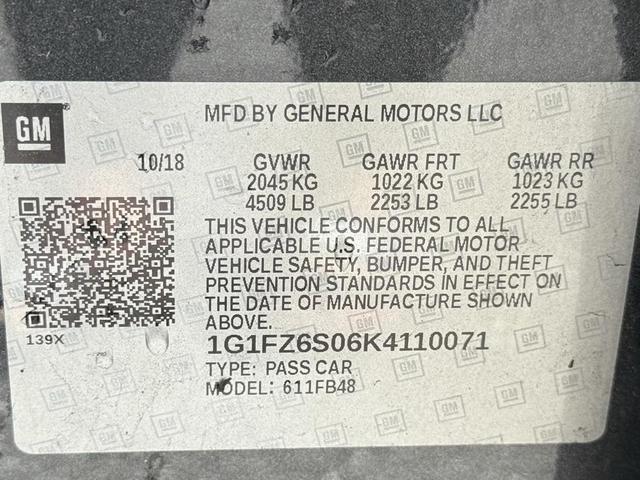 MFD BY GENERAL MOTORS LLC
GM
10/18 GVWR GAWR FRT GAWR RR
2045 KG 1022 KG 1023 KG
4509 LB 2253 LB 2255 LB
THIS VEHICLE CONFORMS TO ALL
APPLICABLE U.S. FEDERAL MOTOR
VEHICLE SAFETY, BUMPER, AND THEFT
PREVENTION STANDARDS IN EFFECT ON
THE DATE OF MANUFACTURE SHOWN
ABOVE.
139X
1G1FZ6S06K4110071
TYPE: PASS CAR
MODEL: 611FB48